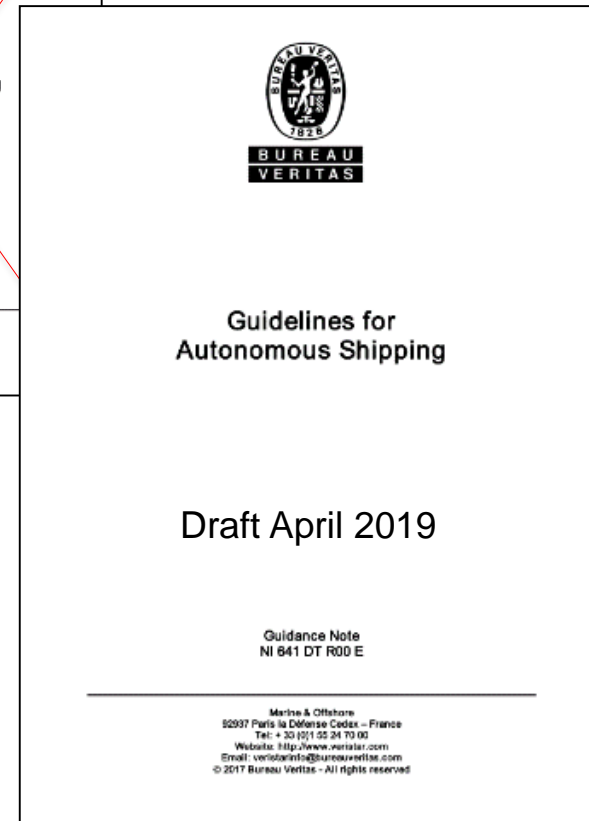 BUREAU VERITAS
1828
BUREAU
VERITAS
Guidelines for
Autonomous Shipping
Draft April 2019
Guidance Note
NI 641 DT R00 E
Marine & Offshore
92937 Paris la Défense Cedex – France
Tel: + 33 (0)1 55 24 70 00
Website: http://www.veristar.com
Email: veristarinfo@bureauveritas.com
© 2017 Bureau Veritas - All rights reserved